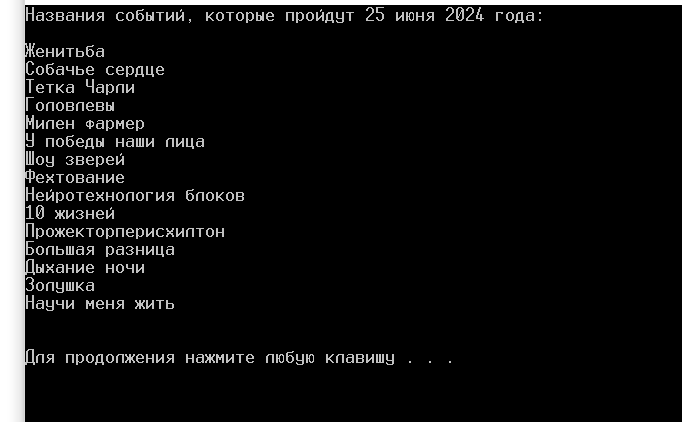 Названия событий, которые пройдут 25 июня 2024 года:
Женитьба
Собачье сердце
Тетка Чарли
Головлевы
Милен фармер
У победы наши лица
Шоу зверей
Фехтование
Нейротехнология блоков
10 жизней
Прожекторперисхилтон
Большая разница
Дыхание ночи
Золушка
Научи меня жить
Для продолжения нажмите любую клавишу . . .